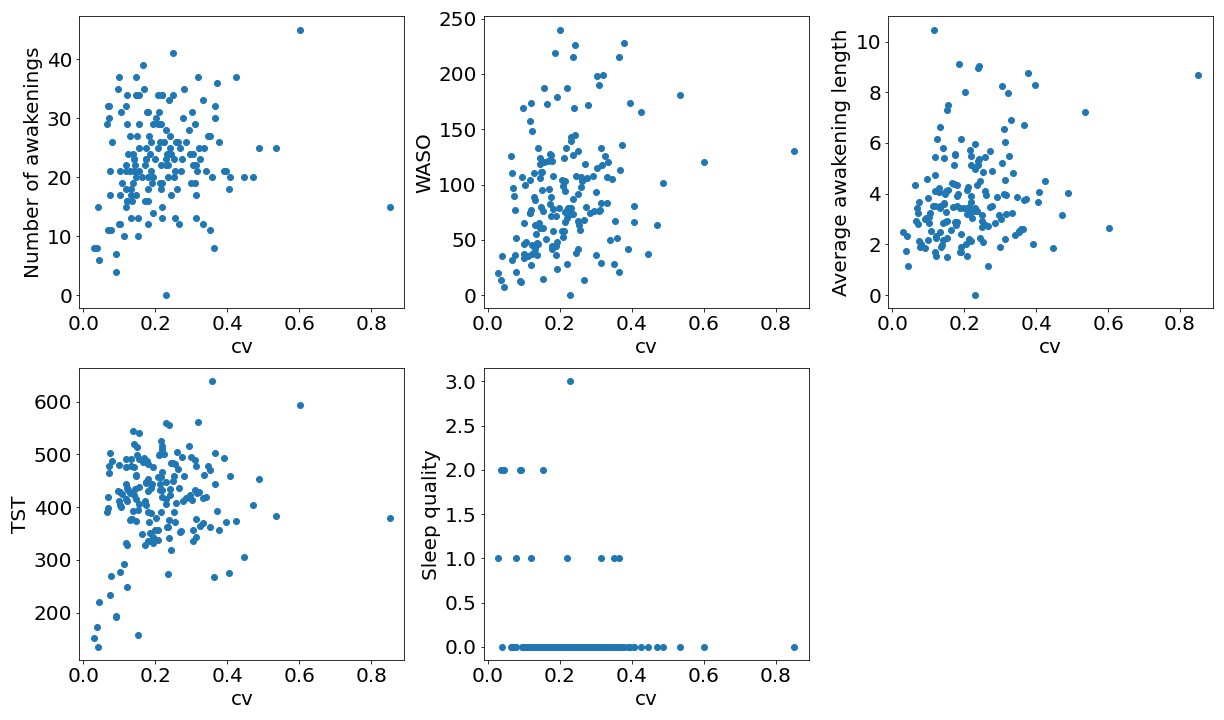 Number of awakenings
40
30
20
10
0
0.0 0.2 0.4 0.6 0.8
cv
WASO
250
200
150
100
50
0
0.0 0.2 0.4 0.6 0.8
cv
Average awakening length
10
8
6
4
2
0
0.0 0.2 0.4 0.6 0.8
cv
TST
600
500
400
300
200
0.0 0.2 0.4 0.6 0.8
cv
Sleep quality
3.0
2.5
2.0
1.5
1.0
0.5
0.0
0.0 0.2 0.4 0.6 0.8
cv